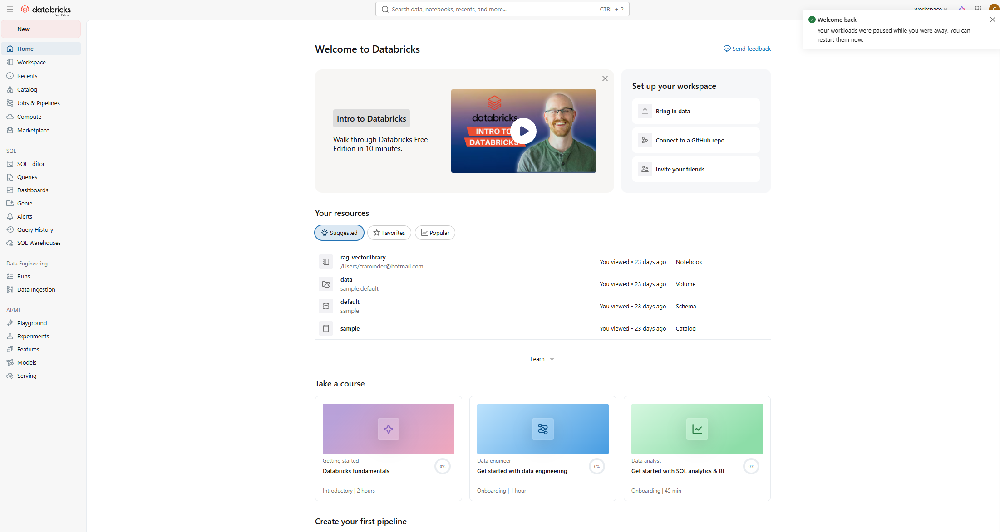 databricks
Free Edition
Search data, notebooks, recents, and more...
CTRL + P
workspace
Welcome back
Your workloads were paused while you were away. You can
restart them now.
New
Home
Workspace
Recents
Catalog
Jobs & Pipelines
Compute
Marketplace
SQL
SQL Editor
Queries
Dashboards
Genie
Alerts
Query History
SQL Warehouses
Data Engineering
Runs
Data Ingestion
AI/ML
Playground
Experiments
Features
Models
Serving
Welcome to Databricks
Send feedback
Intro to Databricks
Walk through Databricks Free
Edition in 10 minutes.
databricks
INTRO TO
DATABRICKS
Set up your workspace
Bring in data
Connect to a GitHub repo
Invite your friends
Your resources
Suggested
Favorites
Popular
rag_vectorlibrary
/Users/craminder@hotmail.com
You viewed • 23 days ago
Notebook
data
sample.default
You viewed • 23 days ago
Volume
default
sample
You viewed • 23 days ago
Schema
sample
You viewed • 23 days ago
Catalog
Learn
Take a course
Getting started
Databricks fundamentals
0%
Introductory | 2 hours
Data engineer
Get started with data engineering
0%
Onboarding | 1 hour
Data analyst
Get started with SQL analytics & BI
0%
Onboarding | 45 min
Create your first pipeline